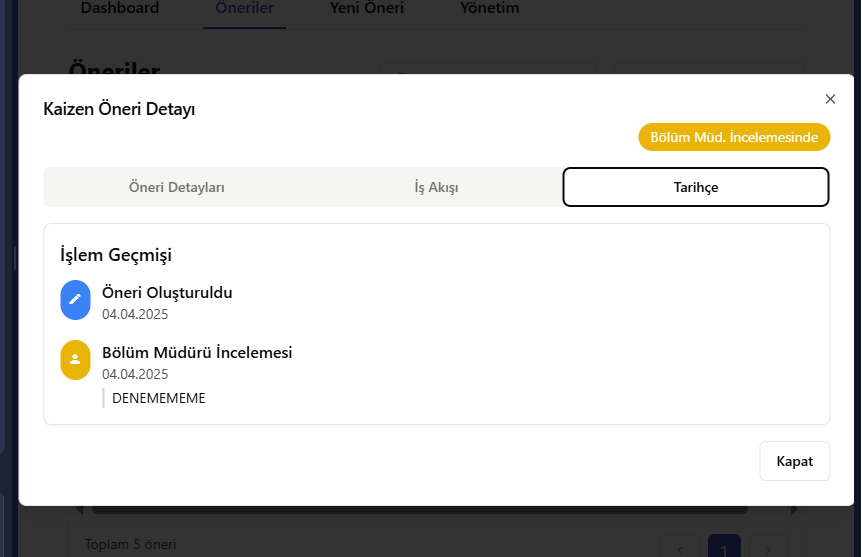 Dashboard Öneriler Yeni Öneri Yönetim
Öneriler
Kaizen Öneri Detayı
Bölüm Müd. İncelemesinde
Öneri Detayları İş Akışı Tarihçe
İşlem Geçmişi
Öneri Oluşturuldu
04.04.2025
Bölüm Müdürü İncelemesi
04.04.2025
DENEMEMEME
Kapat
Toplam 5 öneri
1